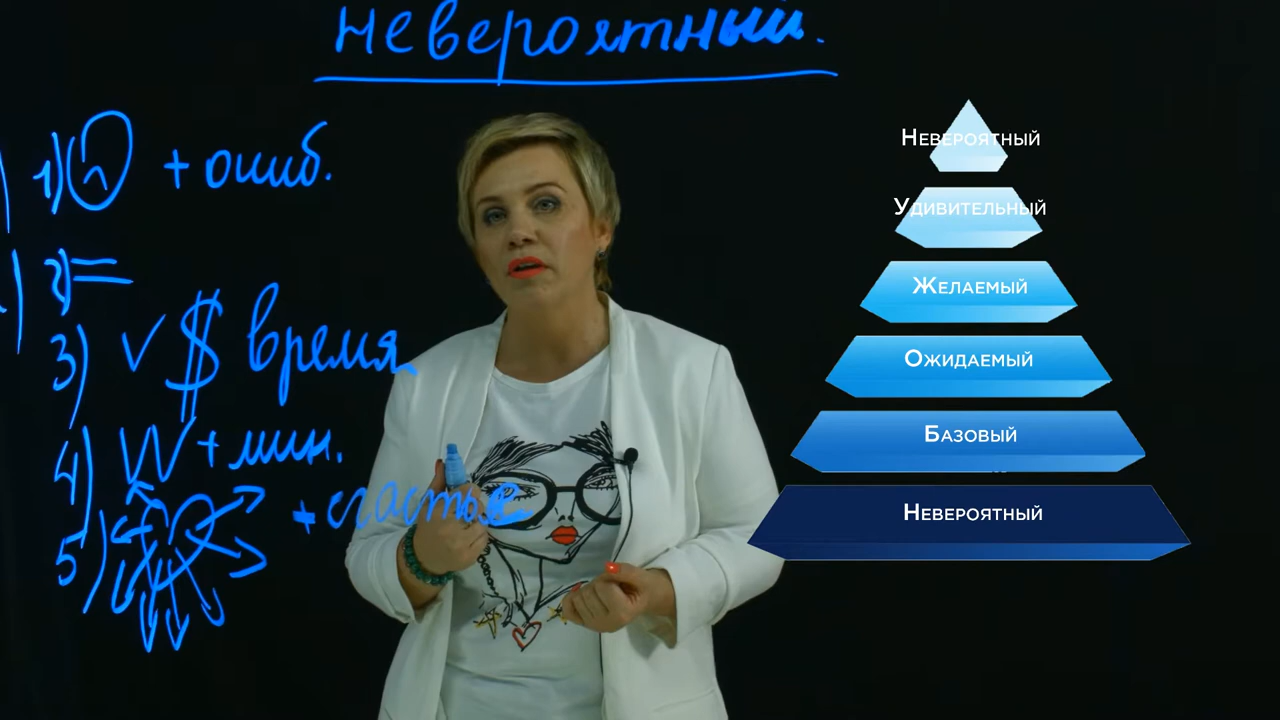 невероятный.
1) + ошиб.
2) =
3) ✓ $ время
4) W + мин.
5) + счастье
Невероятный
Удивительный
Желаемый
Ожидаемый
Базовый
Невероятный